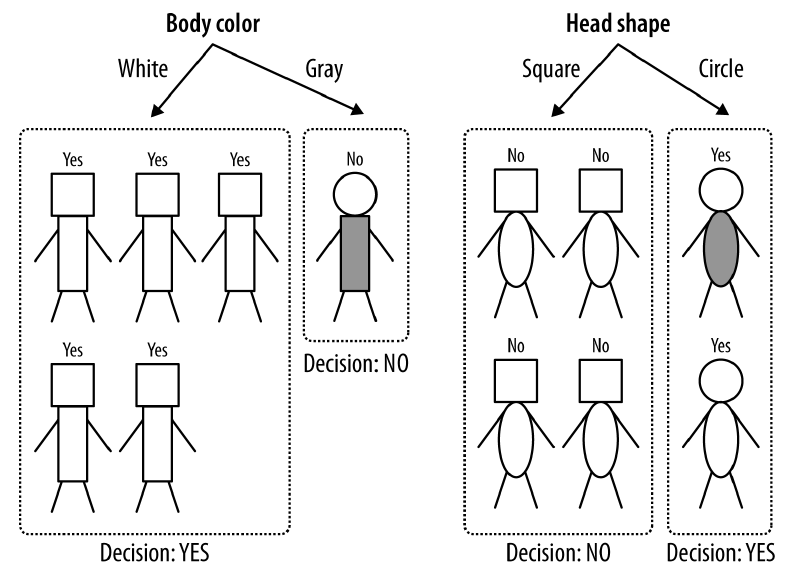 Body color
White
Gray
Yes
Yes
Yes
No
Yes
Yes
Decision: NO
Decision: YES
Head shape
Square
Circle
No
No
Yes
No
No
Yes
Decision: NO
Decision: YES